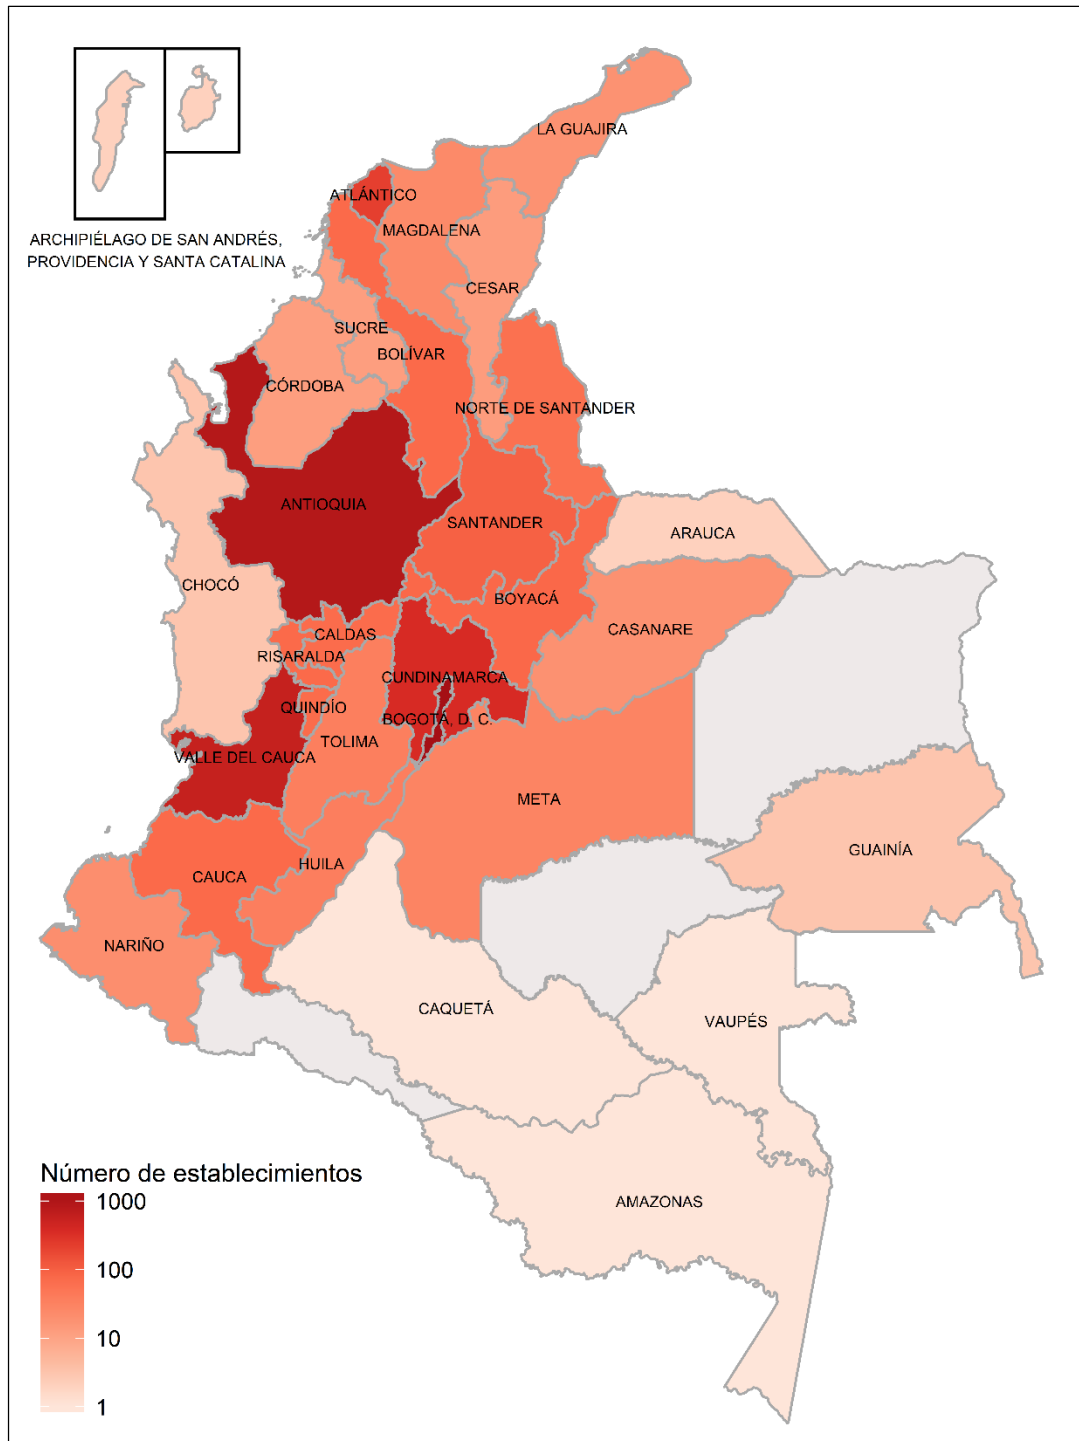 LA GUAJIRA
ATLÁNTICO
MAGDALENA
ARCHIPIÉLAGO DE SAN ANDRÉS,
PROVIDENCIA Y SANTA CATALINA
CESAR
SUCRE
BOLÍVAR
CÓRDOBA
NORTE DE SANTANDER
ANTIOQUIA
SANTANDER
ARAUCA
CHOCÓ
BOYACÁ
CALDAS
CASANARE
RISARALDA
CUNDINAMARCA
QUINDÍO
BOGOTÁ, D. C.
TOLIMA
VALLE DEL CAUCA
META
GUAINÍA
HUILA
CAUCA
NARIÑO
CAQUETÁ
VAUPÉS
Número de establecimientos
1000
AMAZONAS
100
10
1